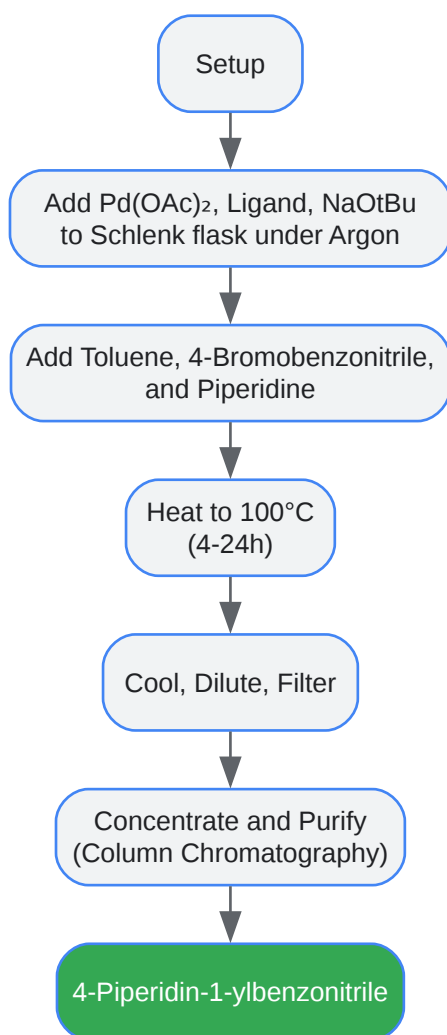 Setup
Add Pd(OAc)₂, Ligand, NaOtBu
to Schlenk flask under Argon
Add Toluene, 4-Bromobenzonitrile,
and Piperidine
Heat to 100°C
(4-24h)
Cool, Dilute, Filter
Concentrate and Purify
(Column Chromatography)
4-Piperidin-1-ylbenzonitrile